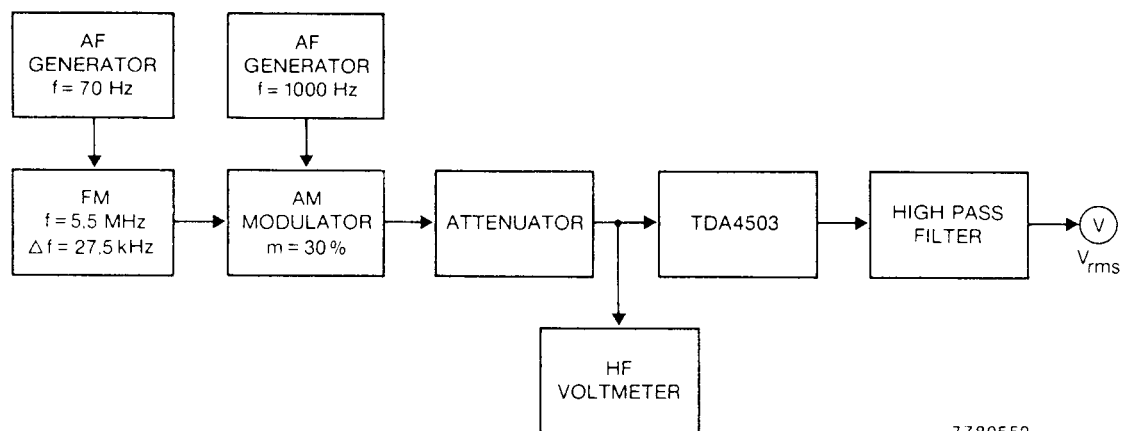 AF
GENERATOR
f = 70 Hz
AF
GENERATOR
f = 1000 Hz
FM
f = 5,5 MHz
Δf = 27,5 kHz
AM
MODULATOR
m = 30%
ATTENUATOR
TDA4503
HIGH PASS
FILTER
V
Vrms
HF
VOLTMETER